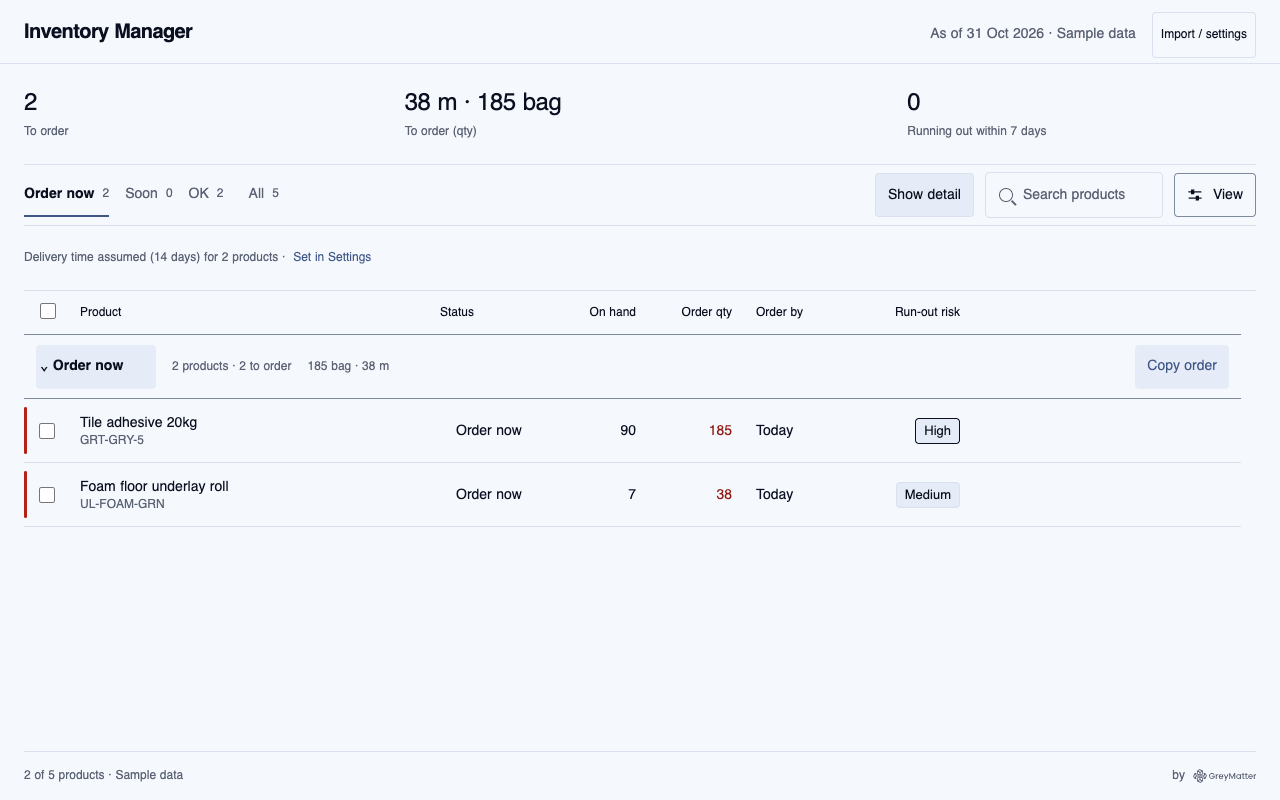 Inventory Manager
As of 31 Oct 2026 · Sample data
Import / settings
2
To order
38 m · 185 bag
To order (qty)
0
Running out within 7 days
Order now 2
Soon 0
OK 2
All 5
Show detail
Search products
View
Delivery time assumed (14 days) for 2 products · Set in Settings
Product Status On hand Order qty Order by Run-out risk
Order now 2 products · 2 to order 185 bag · 38 m Copy order
Tile adhesive 20kg
GRT-GRY-5
Order now 90 185 Today High
Foam floor underlay roll
UL-FOAM-GRN
Order now 7 38 Today Medium
2 of 5 products · Sample data
by GreyMatter